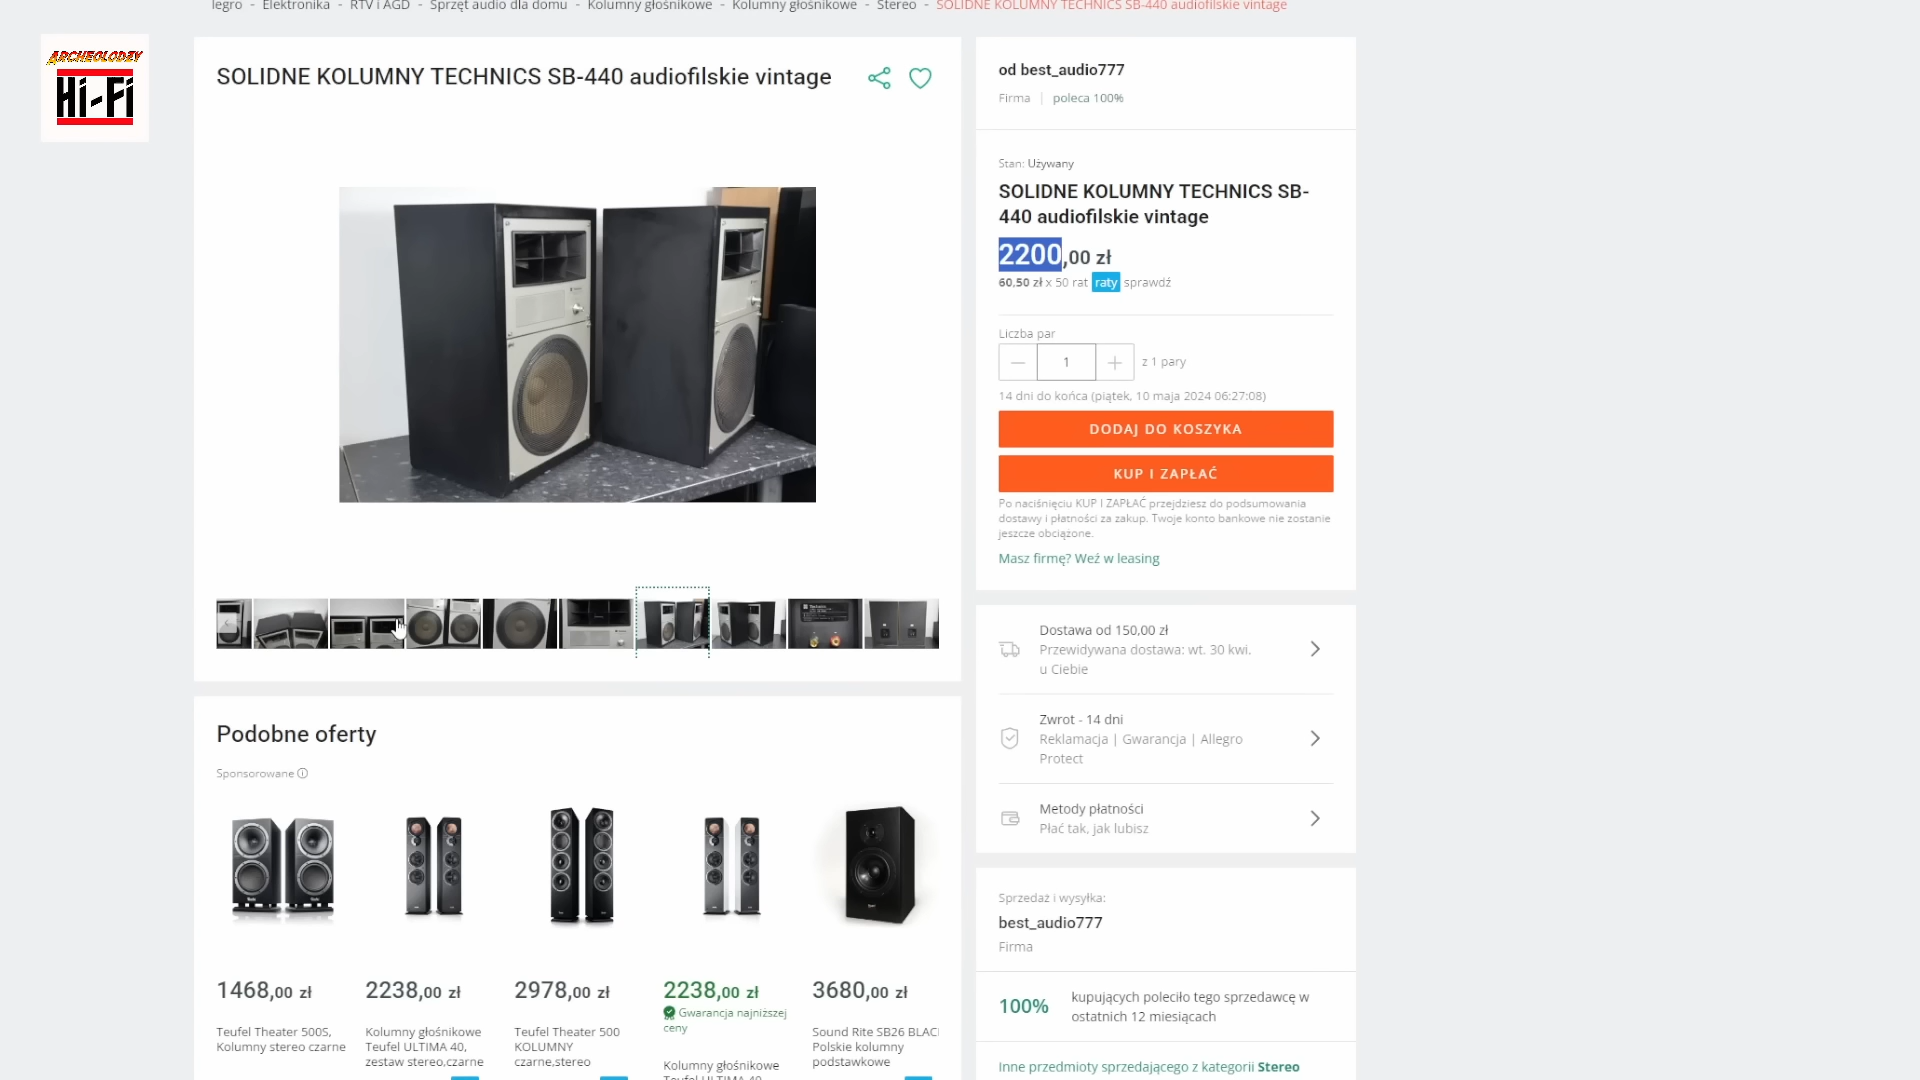 legro - Elektronika - RTV i AGD - Sprzęt audio dla domu - Kolumny głośnikowe - Kolumny głośnikowe - Stereo - SOLIDNE KOLUMNY TECHNICS SB-440 audiofilskie vintage
ARCHEOLODZY
Hi-Fi
SOLIDNE KOLUMNY TECHNICS SB-440 audiofilskie vintage
od best_audio777
Firma | poleca 100%
Stan: Używany
SOLIDNE KOLUMNY TECHNICS SB-
440 audiofilskie vintage
2200,00 zł
60,50 zł x 50 rat raty sprawdź
Liczba par
1
z 1 pary
14 dni do końca (piątek, 10 maja 2024 06:27:08)
DODAJ DO KOSZYKA
KUP I ZAPŁAĆ
Po naciśnięciu KUP I ZAPŁAĆ przejdziesz do podsumowania
dostawy i płatności za zakup. Twoje konto bankowe nie zostanie
jeszcze obciążone.
Masz firmę? Weź w leasing
Dostawa od 150,00 zł
Przewidywana dostawa: wt. 30 kwi.
u Ciebie
Zwrot - 14 dni
Reklamacja | Gwarancja | Allegro
Protect
Metody płatności
Płać tak, jak lubisz
Sprzedaż i wysyłka:
best_audio777
Firma
100%
kupujących poleciło tego sprzedawcę w
ostatnich 12 miesiącach
Inne przedmioty sprzedającego z kategorii Stereo
Podobne oferty
Sponsorowane
1468,00 zł
Teufel Theater 500S,
Kolumny stereo czarne
2238,00 zł
Kolumny głośnikowe
Teufel ULTIMA 40,
zestaw stereo,czarne
2978,00 zł
Teufel Theater 500
KOLUMNY
czarne,stereo
2238,00 zł
Gwarancja najniższej
ceny
Kolumny głośnikowe
Teufel ULTIMA 40
3680,00 zł
Sound Rite SB26 BLAC
Polskie kolumny
podstawkowe